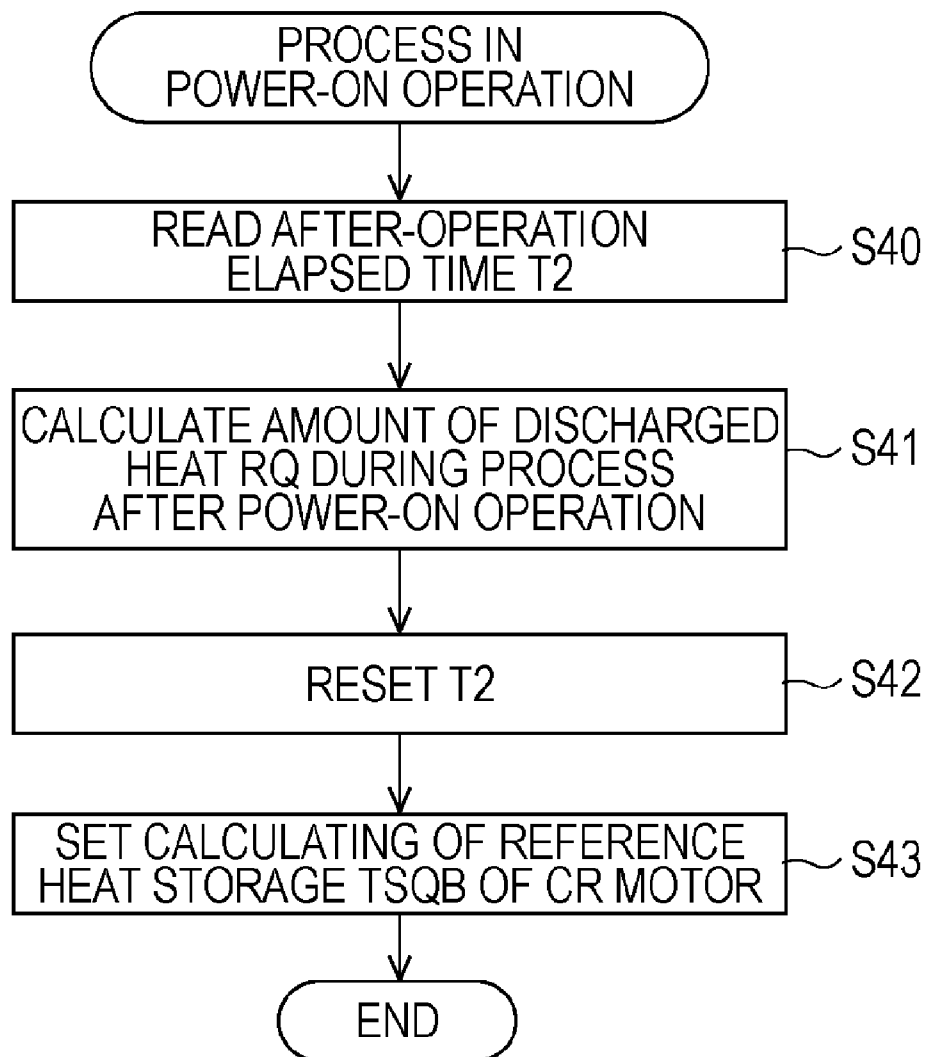 PROCESS IN
POWER-ON OPERATION
READ AFTER-OPERATION
ELAPSED TIME T2
S40
CALCULATE AMOUNT OF DISCHARGED
HEAT RQ DURING PROCESS
AFTER POWER-ON OPERATION
S41
RESET T2
S42
SET CALCULATING OF REFERENCE
HEAT STORAGE TSQB OF CR MOTOR
S43
END